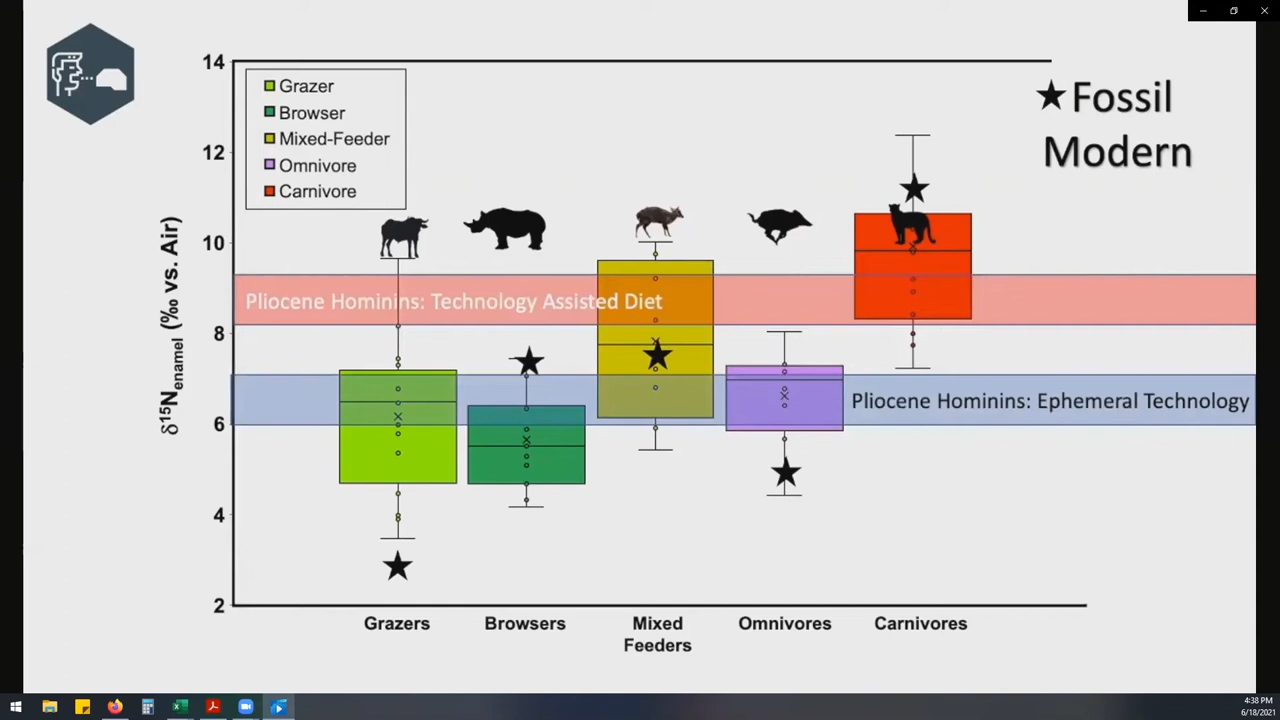 14
12
10
8
6
4
2
δ¹⁵Nenamel (‰ vs. Air)
Grazer
Browser
Mixed-Feeder
Omnivore
Carnivore
★Fossil
Modern
Pliocene Hominins: Technology Assisted Diet
Pliocene Hominins: Ephemeral Technology
Grazers
Browsers
Mixed
Feeders
Omnivores
Carnivores
4:38 PM
6/18/2021